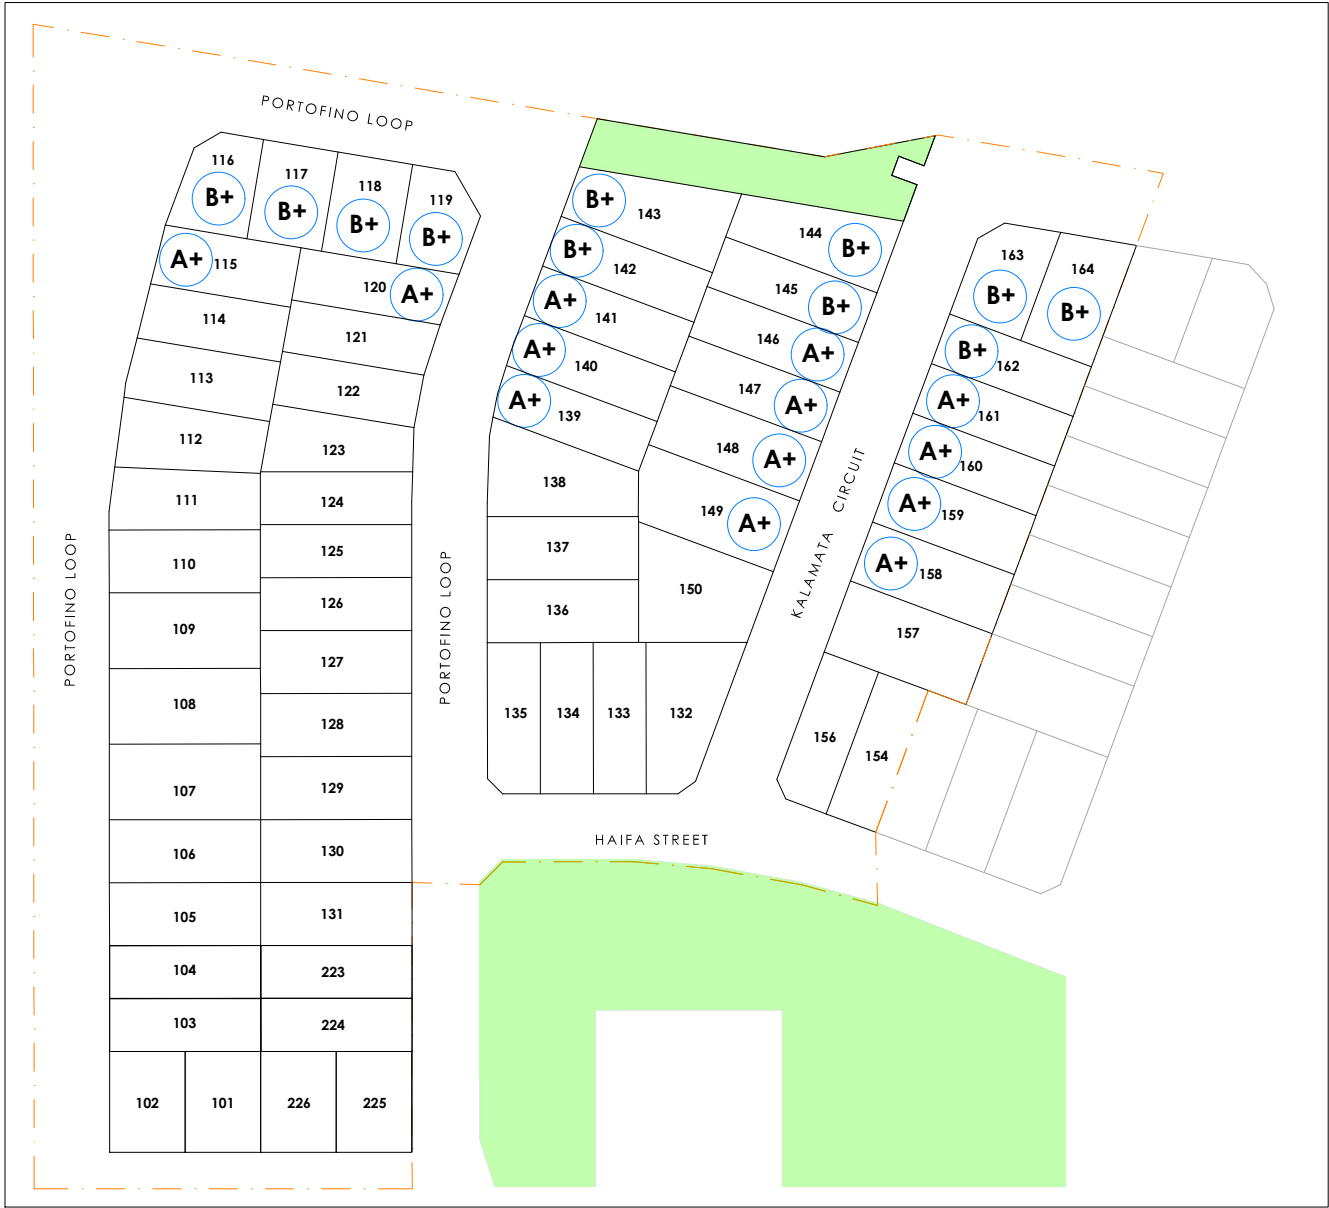 PORTOFINO LOOP
116
B+
117
B+
118
B+
119
B+
A+ 115
120 A+
114
121
113
122
112
123
111
124
110
125
109
126
127
108
128
107
129
106
130
105
131
104
223
103
224
102
101
226
225
PORTOFINO LOOP
PORTOFINO LOOP
B+ 143
B+ 142
A+ 141
A+ 140
A+ 139
138
137
136
135
134
133
132
144 B+
145 B+
146 A+
147 A+
148 A+
149 A+
150
KALAMATA CIRCUIT
163
B+
164
B+
B+ 162
A+ 161
A+ 160
A+ 159
A+ 158
157
156
154
HAIFA STREET